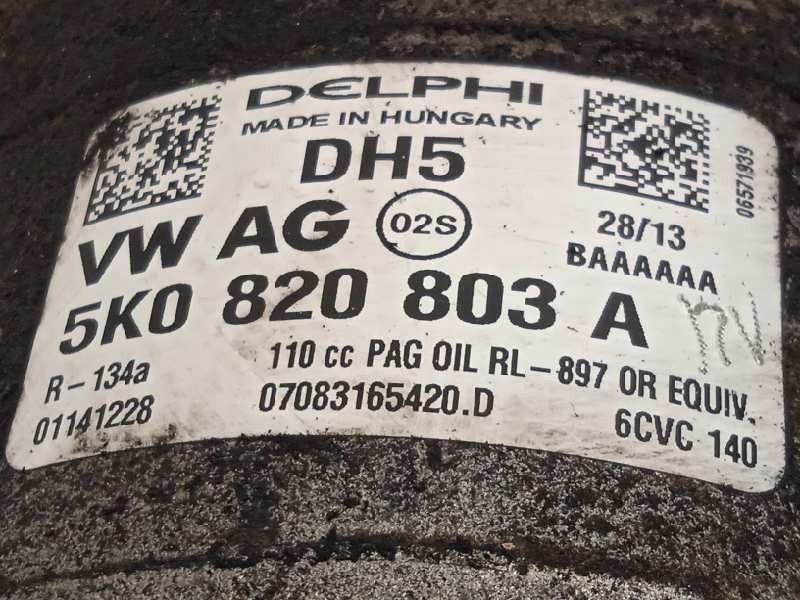 DELPHI
MADE IN HUNGARY
DH5
06571939
VW AG 02S
28/13
BAAAAAA
5K0 820 803 A
R-134a
110 cc PAG OIL RL-897 OR EQUIV.
01141228
07083165420.D
6CVC 140